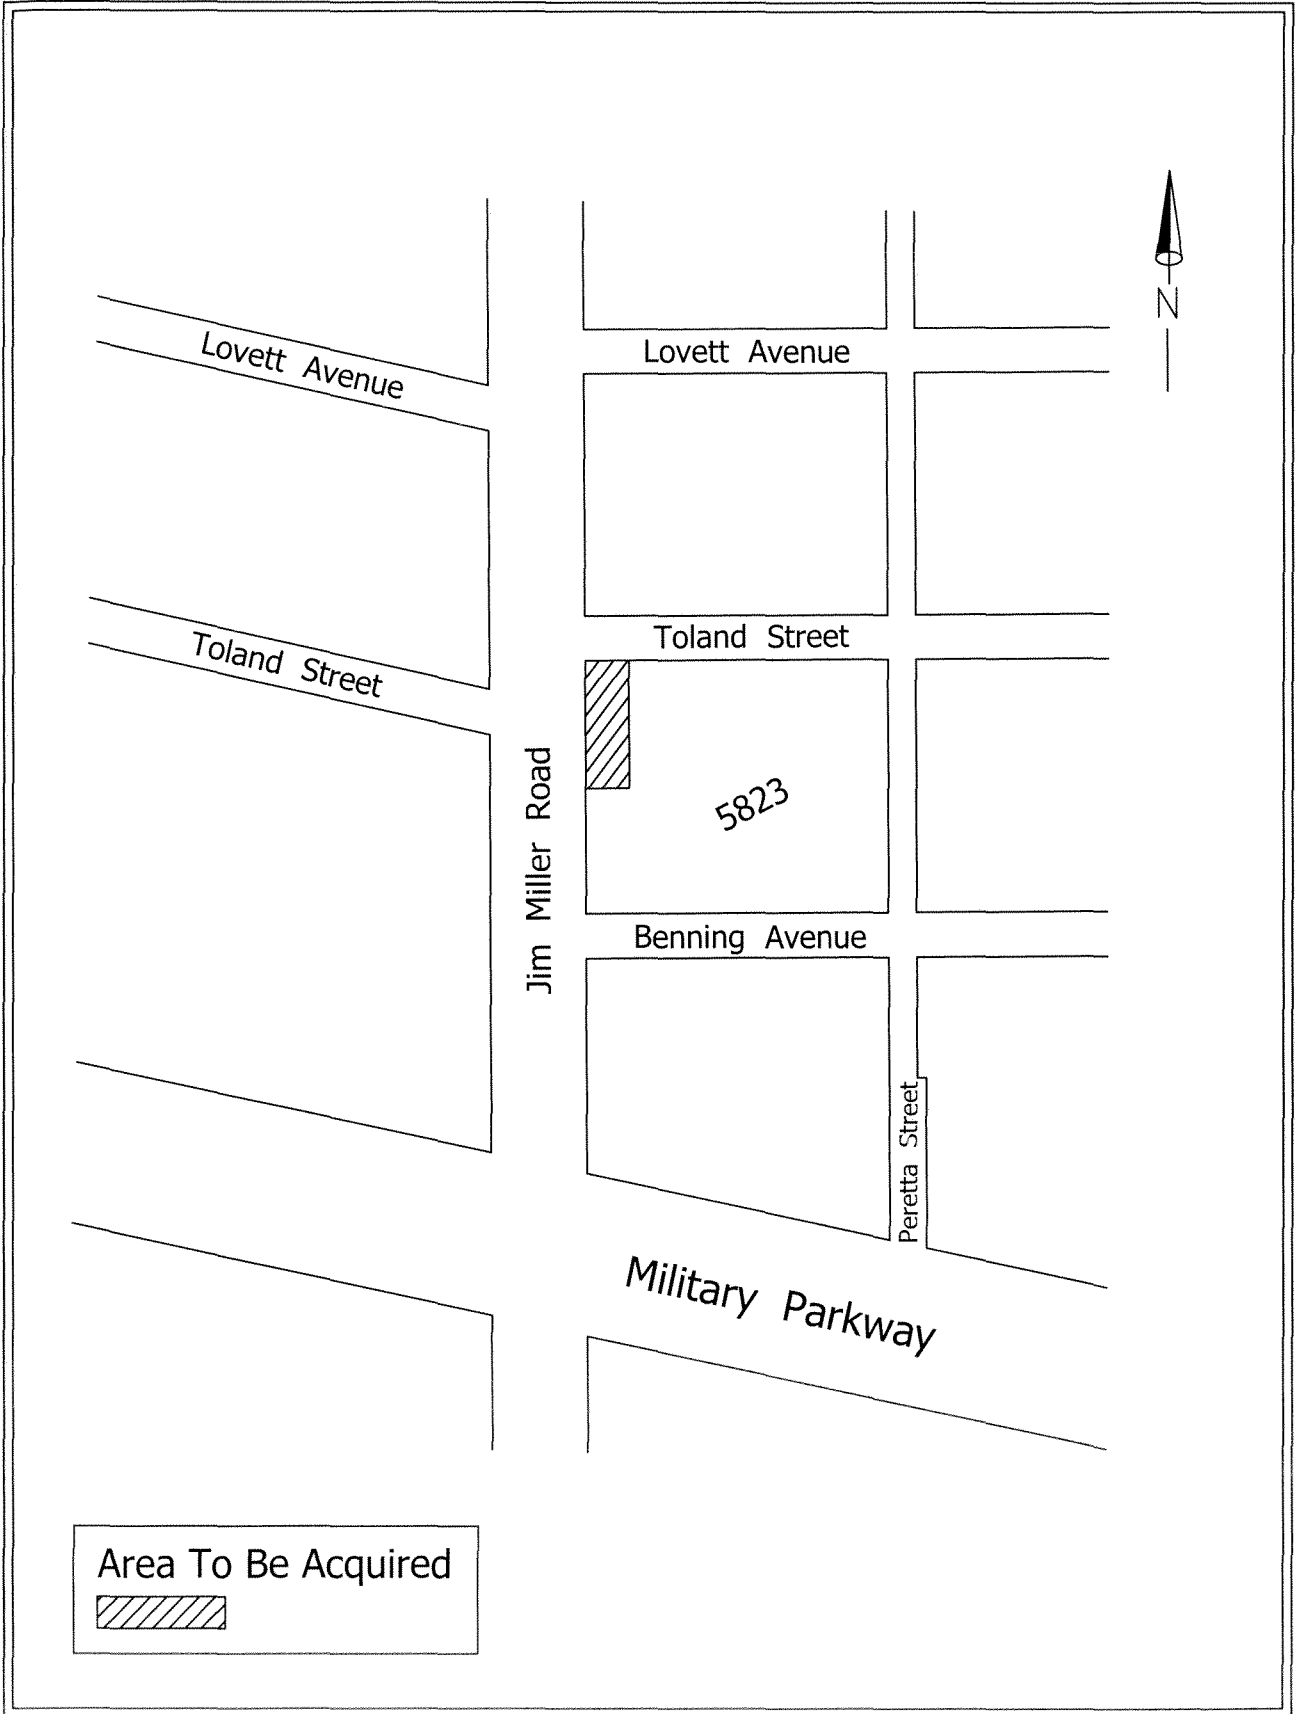 N
Lovett Avenue
Lovett Avenue
Toland Street
Toland Street
Jim Miller Road
5823
Benning Avenue
Peretta Street
Military Parkway
Area To Be Acquired